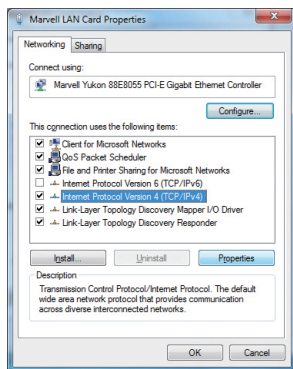 Marvell LAN Card Properties
Networking Sharing
Connect using:
Marvell Yukon 88E8055 PCI-E Gigabit Ethernet Controller
Configure...
This connection uses the following items:
Client for Microsoft Networks
QoS Packet Scheduler
File and Printer Sharing for Microsoft Networks
Internet Protocol Version 6 (TCP/IPv6)
Internet Protocol Version 4 (TCP/IPv4)
Link-Layer Topology Discovery Mapper I/O Driver
Link-Layer Topology Discovery Responder
Install... Uninstall Properties
Description
Transmission Control Protocol/Internet Protocol. The default
wide area network protocol that provides communication
across diverse interconnected networks.
OK Cancel